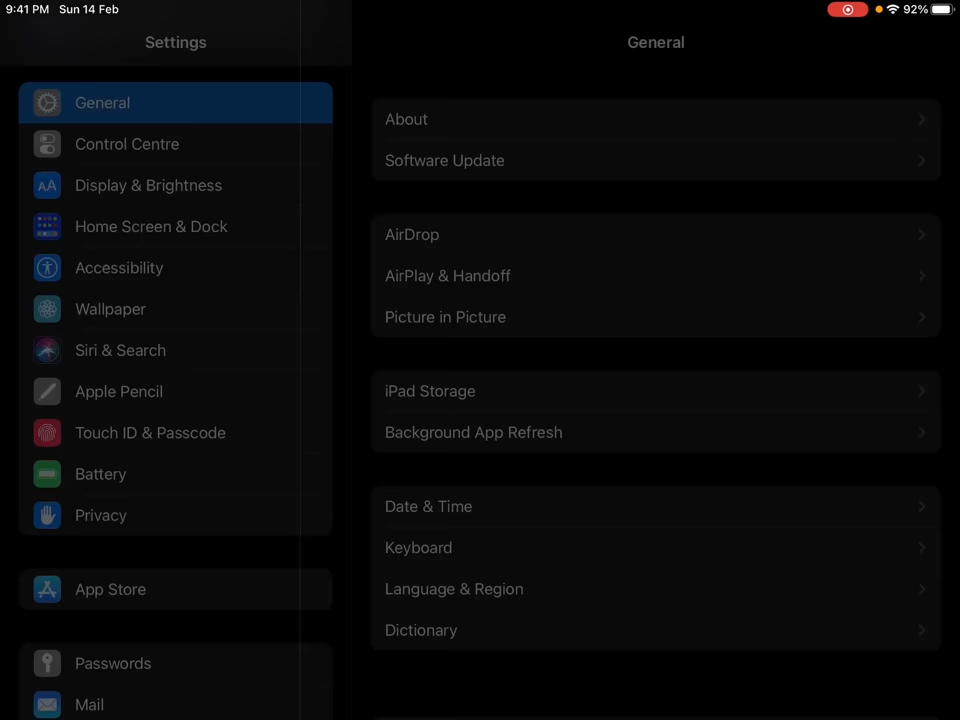 9:41 PM Sun 14 Feb
92%
Settings
General
General
Control Centre
Display & Brightness
Home Screen & Dock
Accessibility
Wallpaper
Siri & Search
Apple Pencil
Touch ID & Passcode
Battery
Privacy
App Store
Passwords
Mail
About
Software Update
AirDrop
AirPlay & Handoff
Picture in Picture
iPad Storage
Background App Refresh
Date & Time
Keyboard
Language & Region
Dictionary